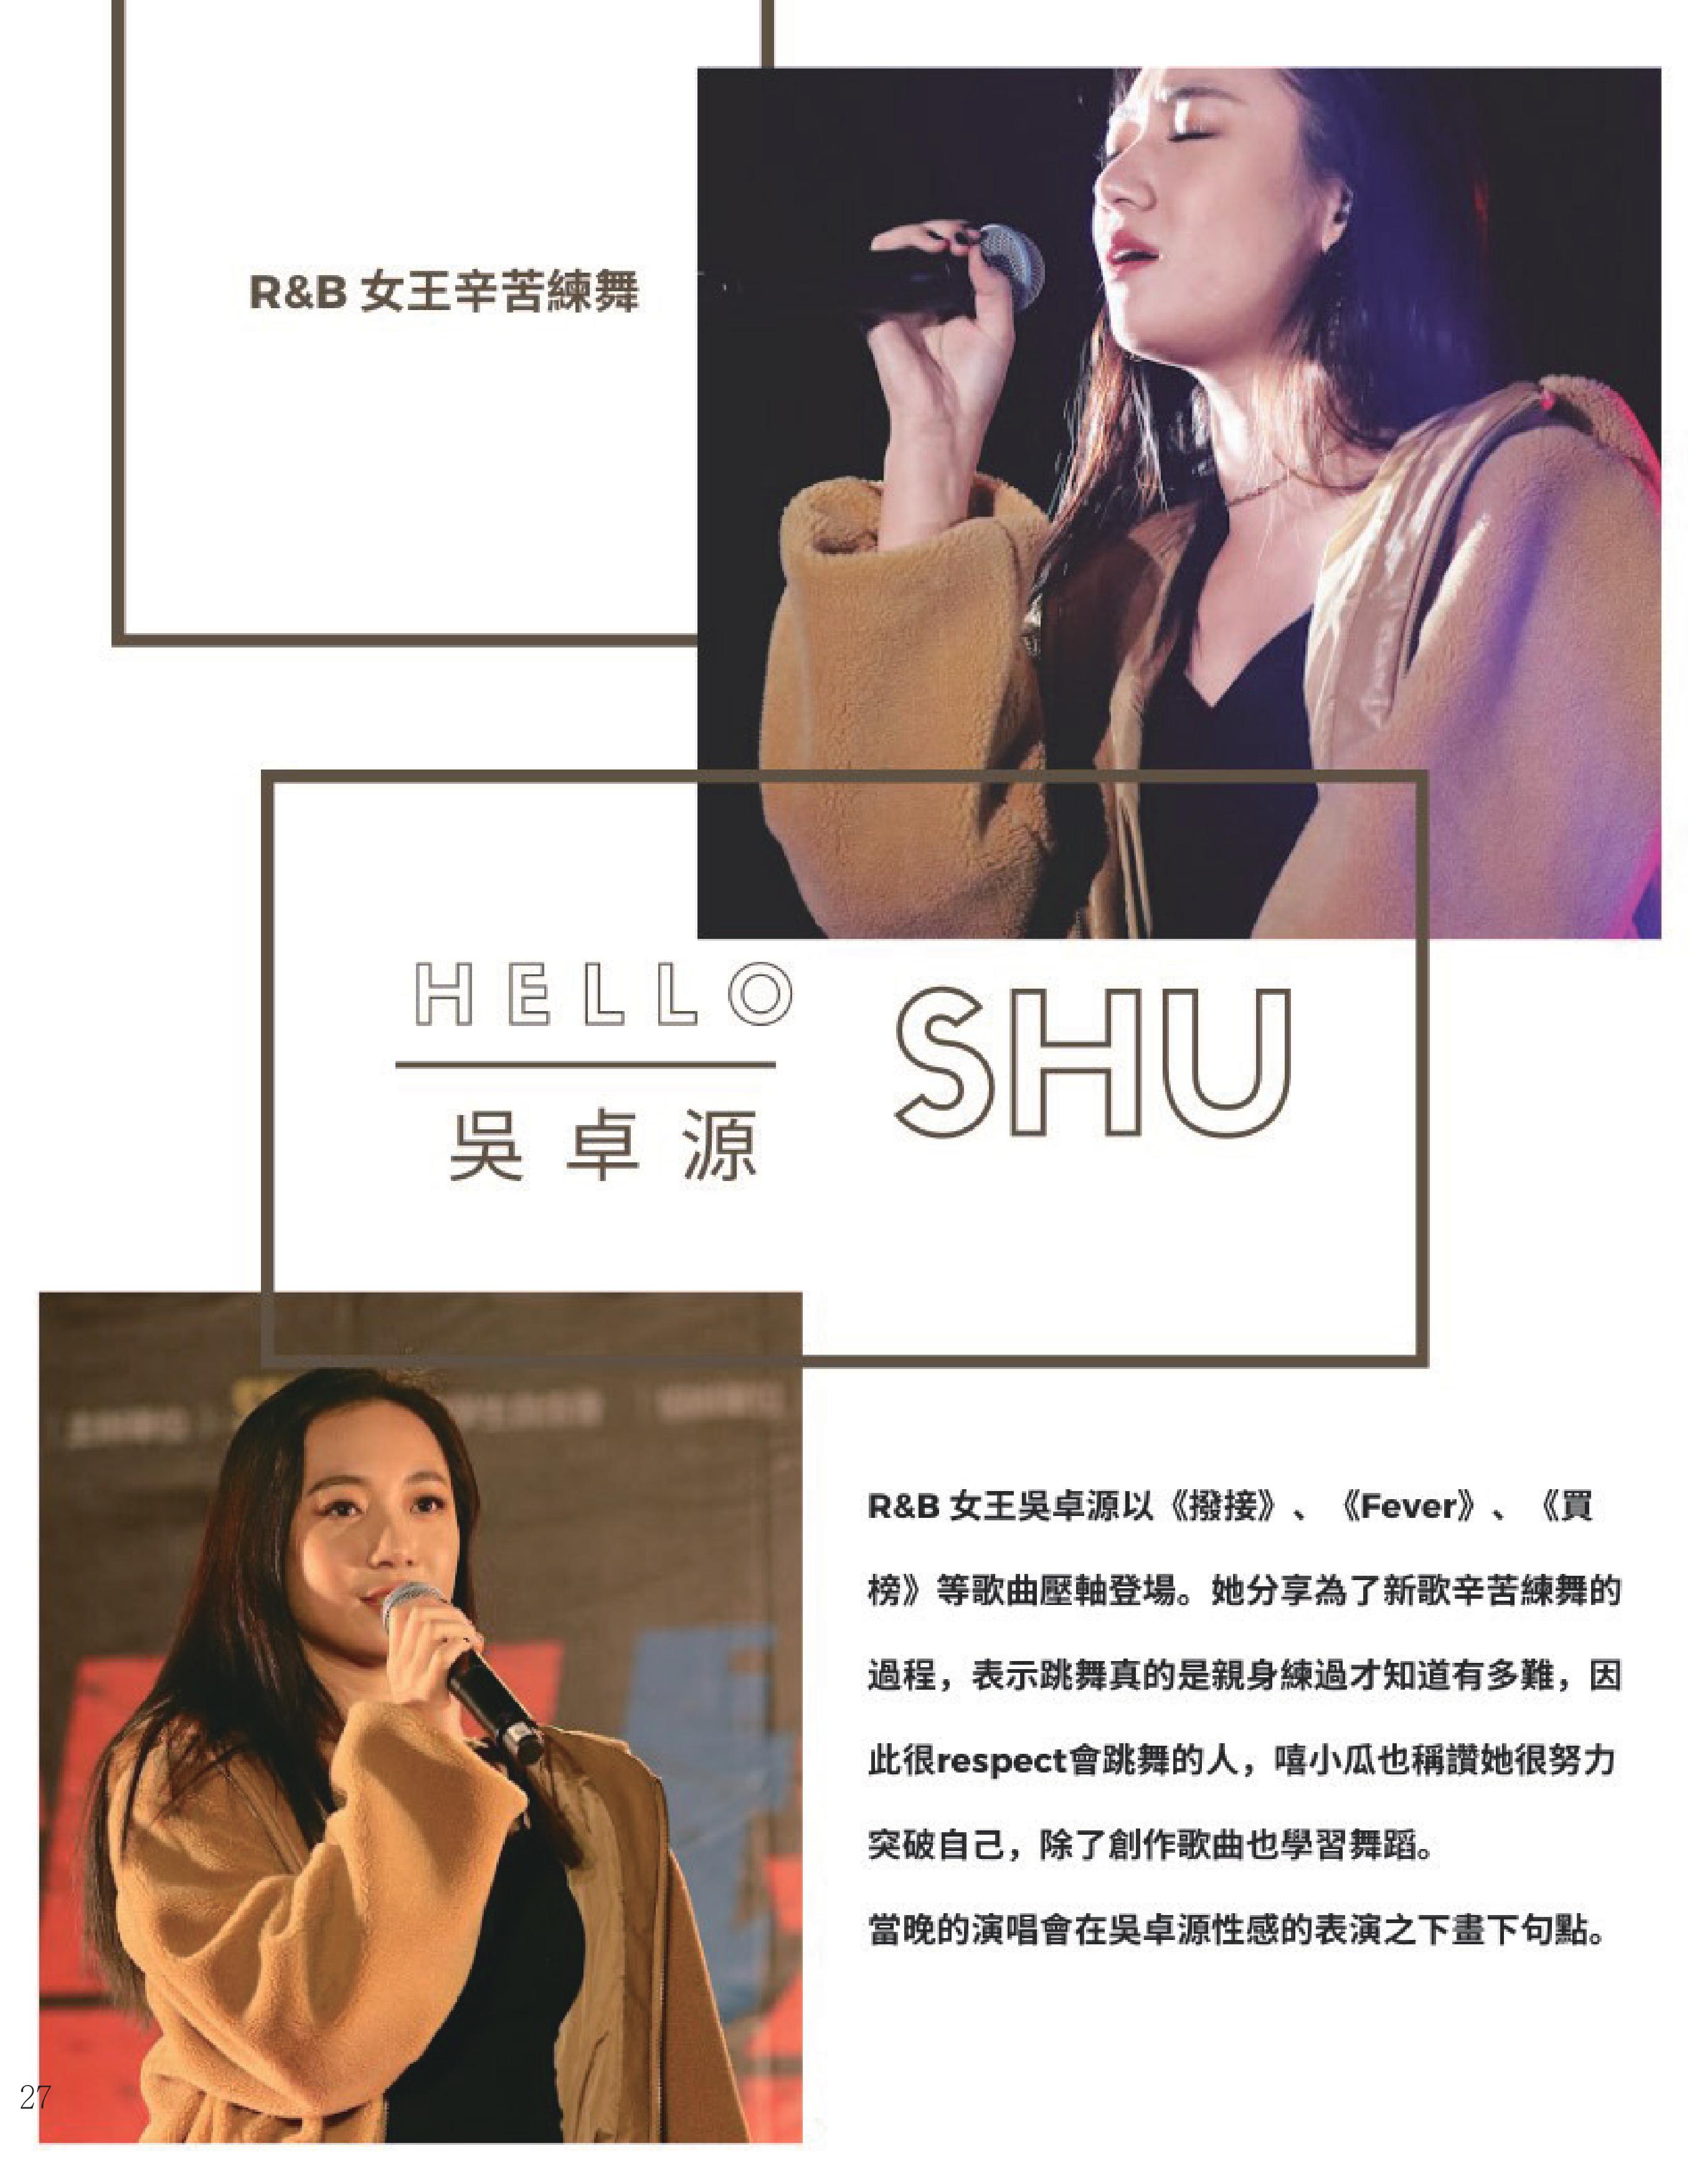 R&B 女王辛苦練舞
HELLO
SHU
吳卓源
R&B 女王吳卓源以《撥接》、《Fever》、《買
榜》等歌曲壓軸登場。她分享為了新歌辛苦練舞的
過程，表示跳舞真的是親身練過才知道有多難，因
此很respect會跳舞的人，嘻小瓜也稱讚她很努力
突破自己，除了創作歌曲也學習舞蹈。
當晚的演唱會在吳卓源性感的表演之下畫下句點。
27